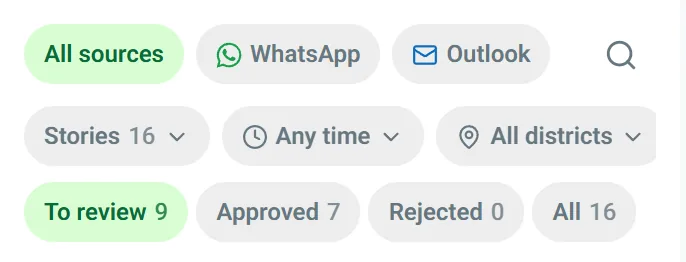 All sources WhatsApp Outlook
Stories 16 Any time All districts
To review 9 Approved 7 Rejected 0 All 16